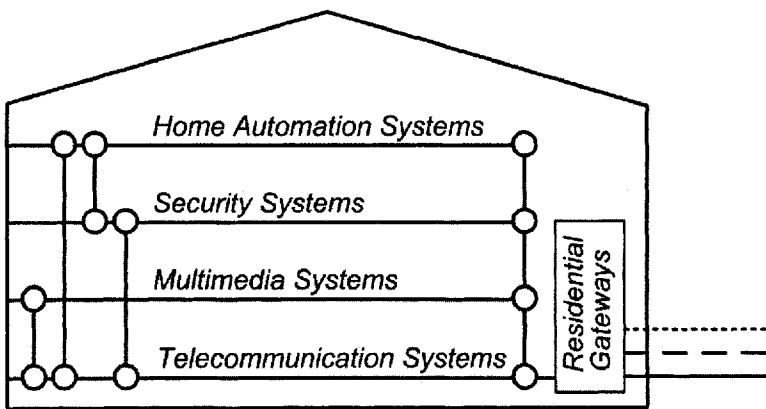 Home Automation Systems
Security Systems
Multimedia Systems
Telecommunication Systems
Residential
Gateways